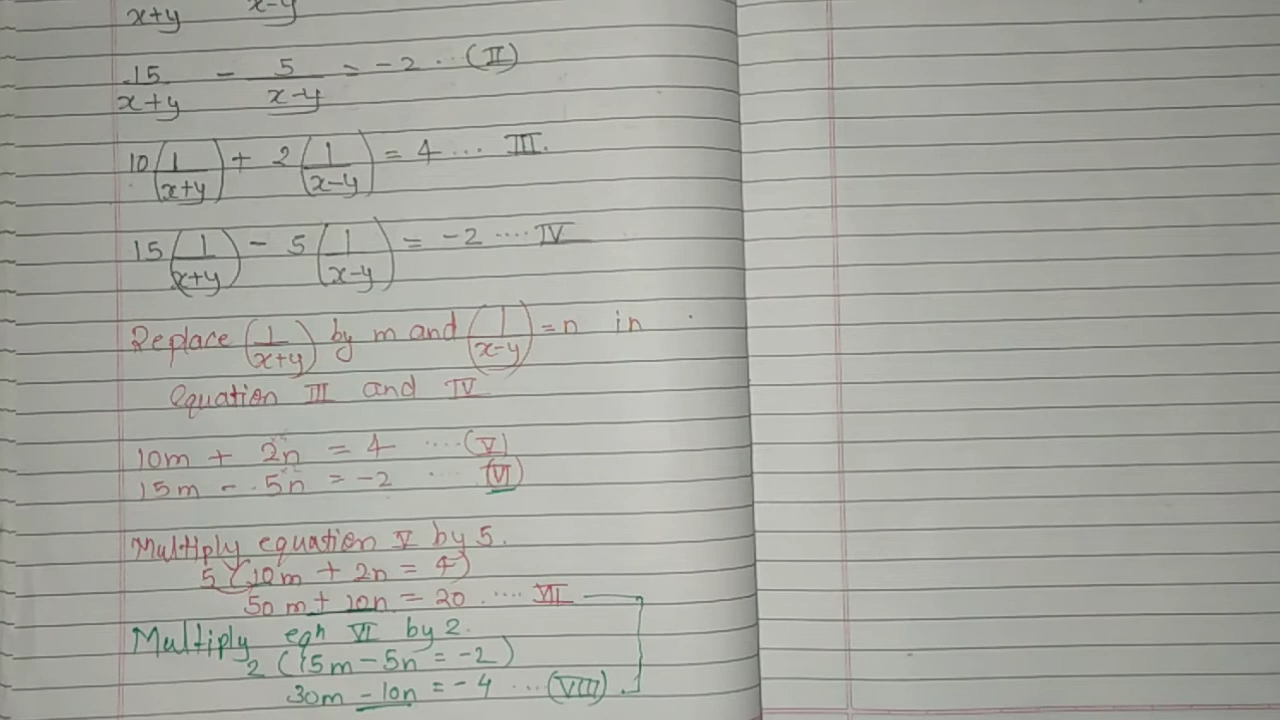 x+y x-y
15/x+y - 5/x-y = -2 .. (II)
10(1/x+y) + 2(1/x-y) = 4 ... III.
15(1/x+y) - 5(1/x-y) = -2 .... IV
Replace (1/x+y) by m and (1/x-y) = n in
equation III and IV
10m + 2n = 4 ....(V)
15m - 5n = -2 ... (VI)
Multiply equation V by 5.
5 (10m + 2n = 4)
50m + 10n = 20 ..... VII
Multiply eqn VI by 2.
2 (15m - 5n = -2)
30m - 10n = -4 ... (VIII)